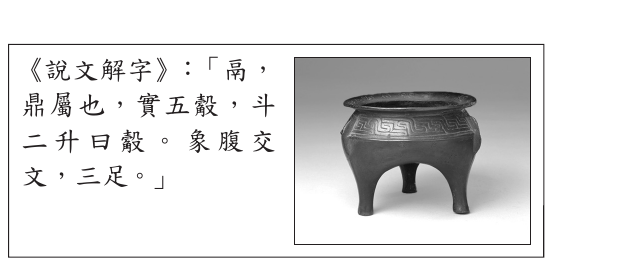 《說文解字》：「鬲，
鼎屬也，實五觳，斗
二升曰觳。象腹交
文，三足。」